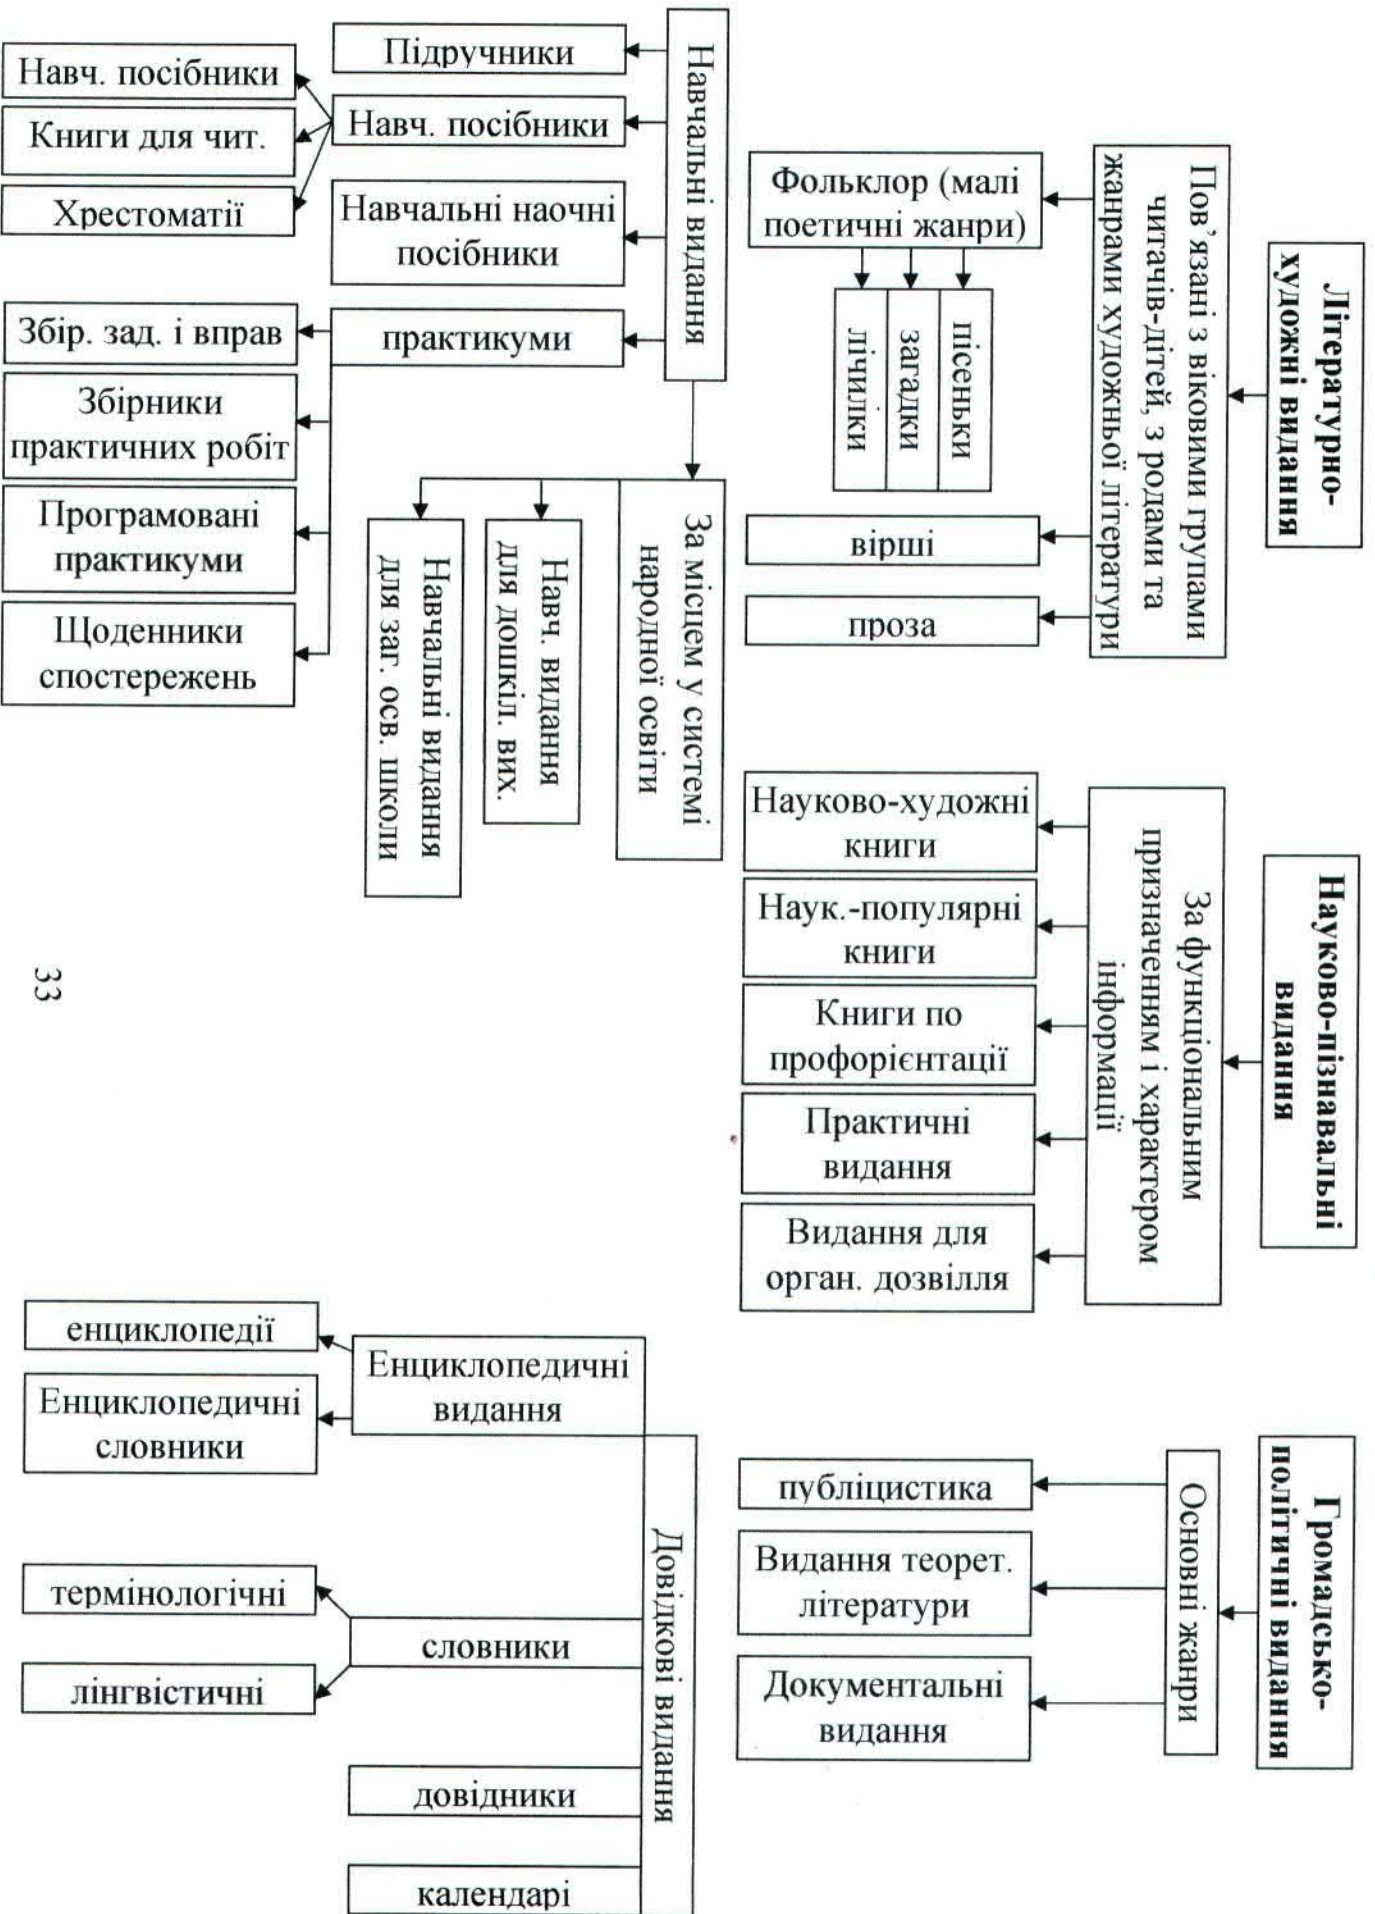 Літературно-
художні видання
Пов’язані з віковими групами
читачів-дітей, з родами та
жанрами художньої літератури
Фольклор (малі
поетичні жанри)
пісеньки
загадки
лічилки
вірші
проза
Науково-пізнавальні
видання
За функціональним
призначенням і характером
інформації
Науково-художні
книги
Наук.-популярні
книги
Книги по
профорієнтації
Практичні
видання
Видання для
орган. дозвілля
Громадсько-
політичні видання
Основні жанри
публіцистика
Видання теорет.
літератури
Документальні
видання
Навчальні видання
Підручники
Навч. посібники
Навч. посібники
Книги для чит.
Хрестоматії
Навчальні наочні
посібники
практикуми
Збір. зад. і вправ
Збірники
практичних робіт
Програмовані
практикуми
Щоденники
спостережень
За місцем у системі
народної освіти
Навч. видання
для дошкіл. вих.
Навчальні видання
для заг. осв. школи
Довідкові видання
Енциклопедичні
видання
енциклопедії
Енциклопедичні
словники
словники
термінологічні
лінгвістичні
довідники
календарі
33